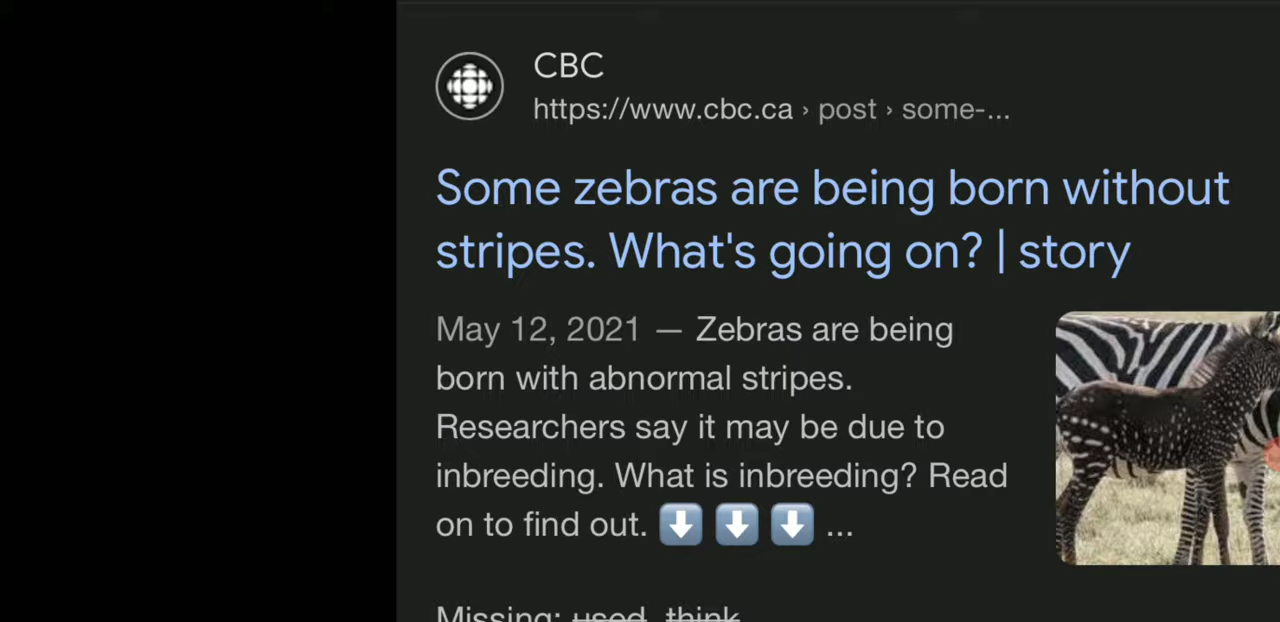 CBC
https://www.cbc.ca › post › some-...
Some zebras are being born without
stripes. What's going on? | story
May 12, 2021 — Zebras are being
born with abnormal stripes.
Researchers say it may be due to
inbreeding. What is inbreeding? Read
on to find out. ⬇️ ⬇️ ⬇️ ...
Missing: used think